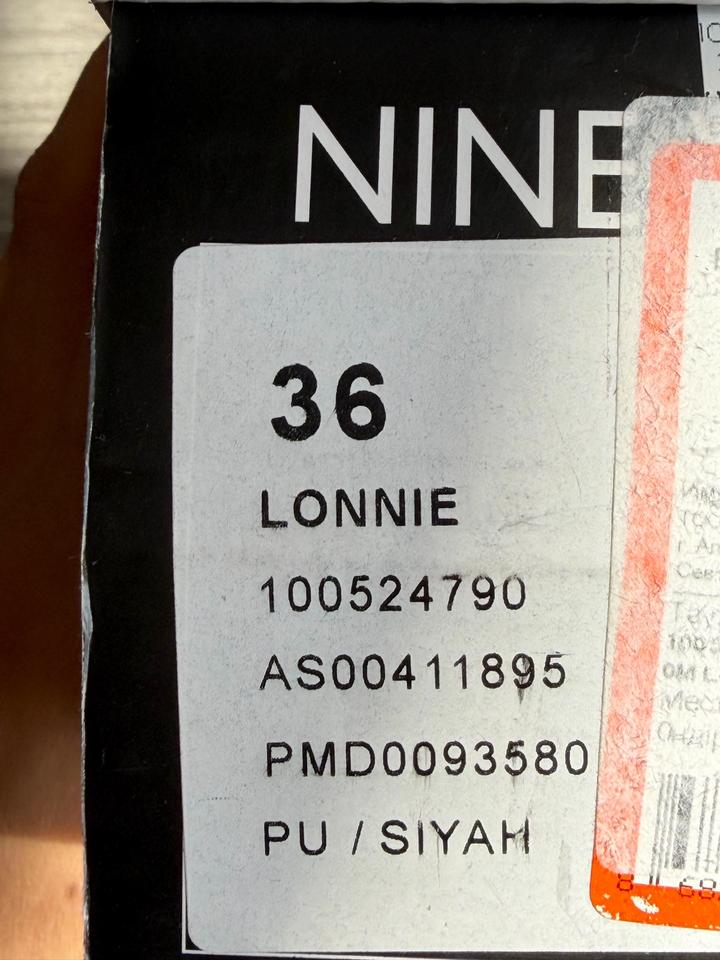 NINE
36
LONNIE
100524790
AS00411895
PMD0093580
PU / SIYAH